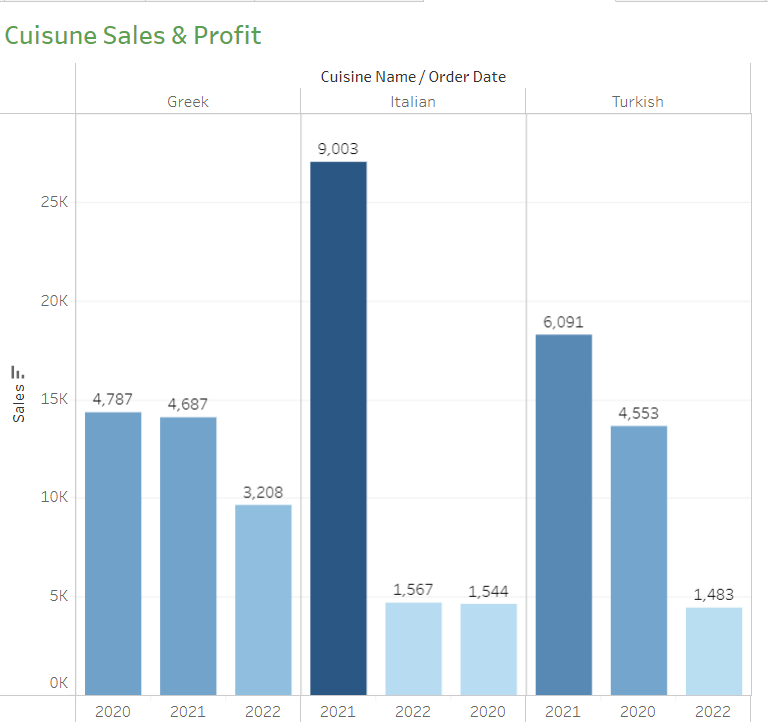 Cuisune Sales & Profit
Cuisine Name / Order Date
Greek Italian Turkish
9,003
25K
20K
6,091
15K
4,787 4,687 4,553
Sales
10K
3,208
5K
1,567 1,544 1,483
0K
2020 2021 2022 2021 2022 2020 2021 2020 2022